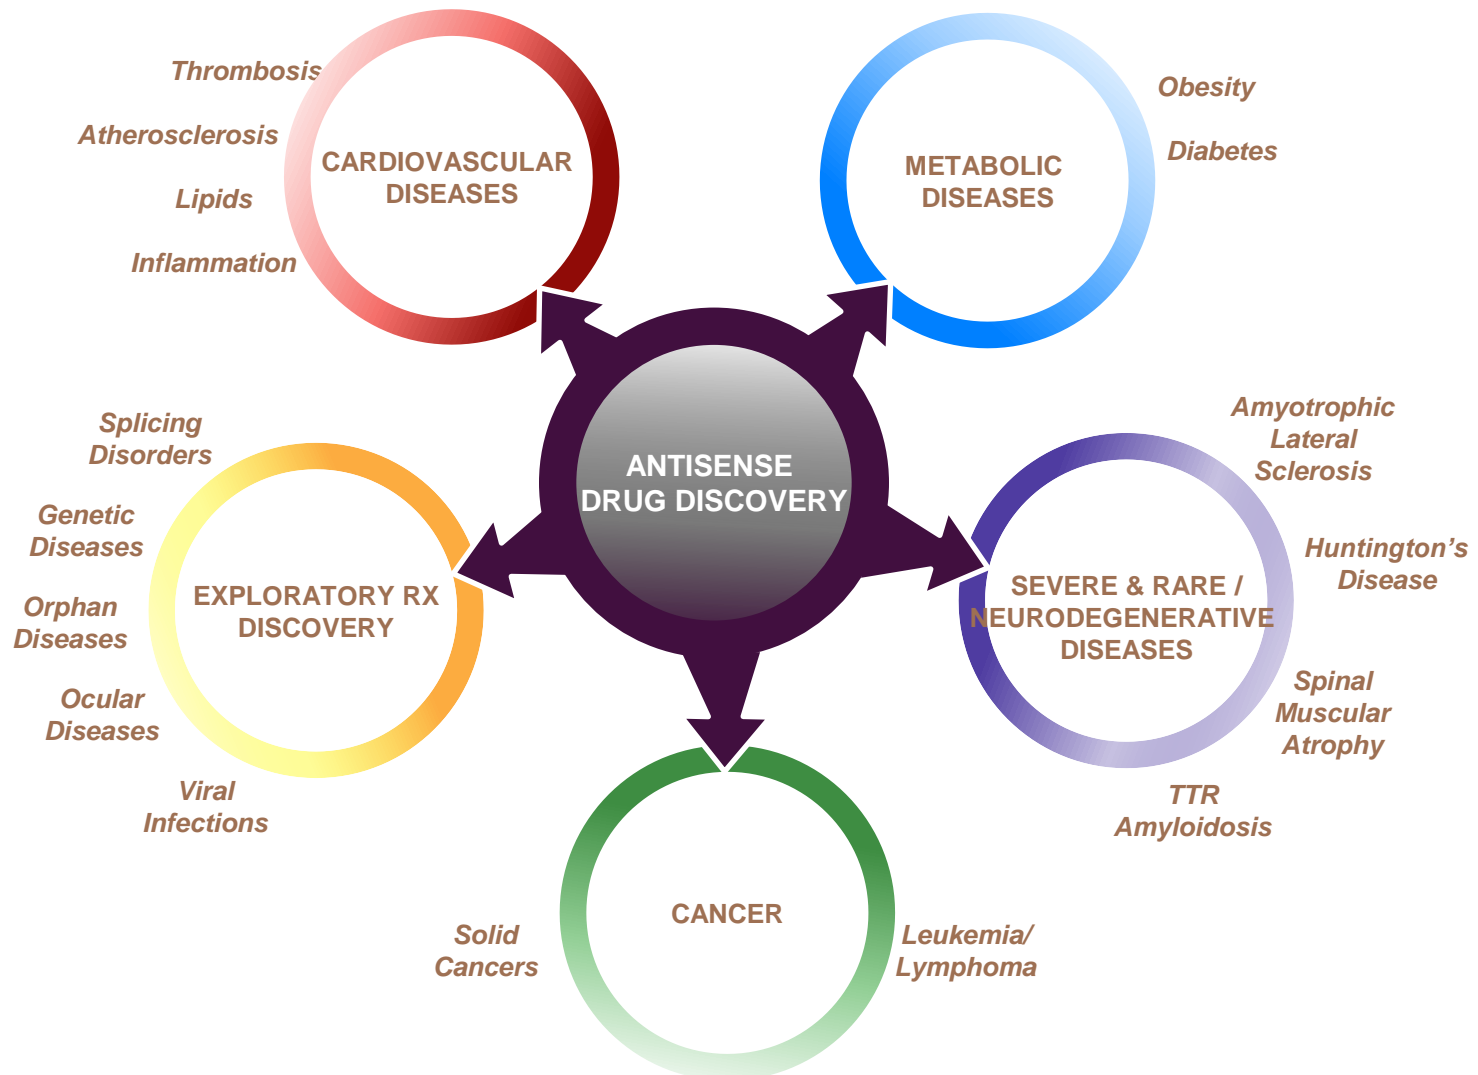 Thrombosis
Atherosclerosis
Lipids
Inflammation
CARDIOVASCULAR
DISEASES
METABOLIC
DISEASES
Obesity
Diabetes
ANTISENSE
DRUG DISCOVERY
Splicing
Disorders
Genetic
Diseases
Orphan
Diseases
Ocular
Diseases
Viral
Infections
EXPLORATORY RX
DISCOVERY
SEVERE & RARE /
NEURODEGENERATIVE
DISEASES
Amyotrophic
Lateral
Sclerosis
Huntington’s
Disease
Spinal
Muscular
Atrophy
TTR
Amyloidosis
Solid
Cancers
CANCER
Leukemia/
Lymphoma